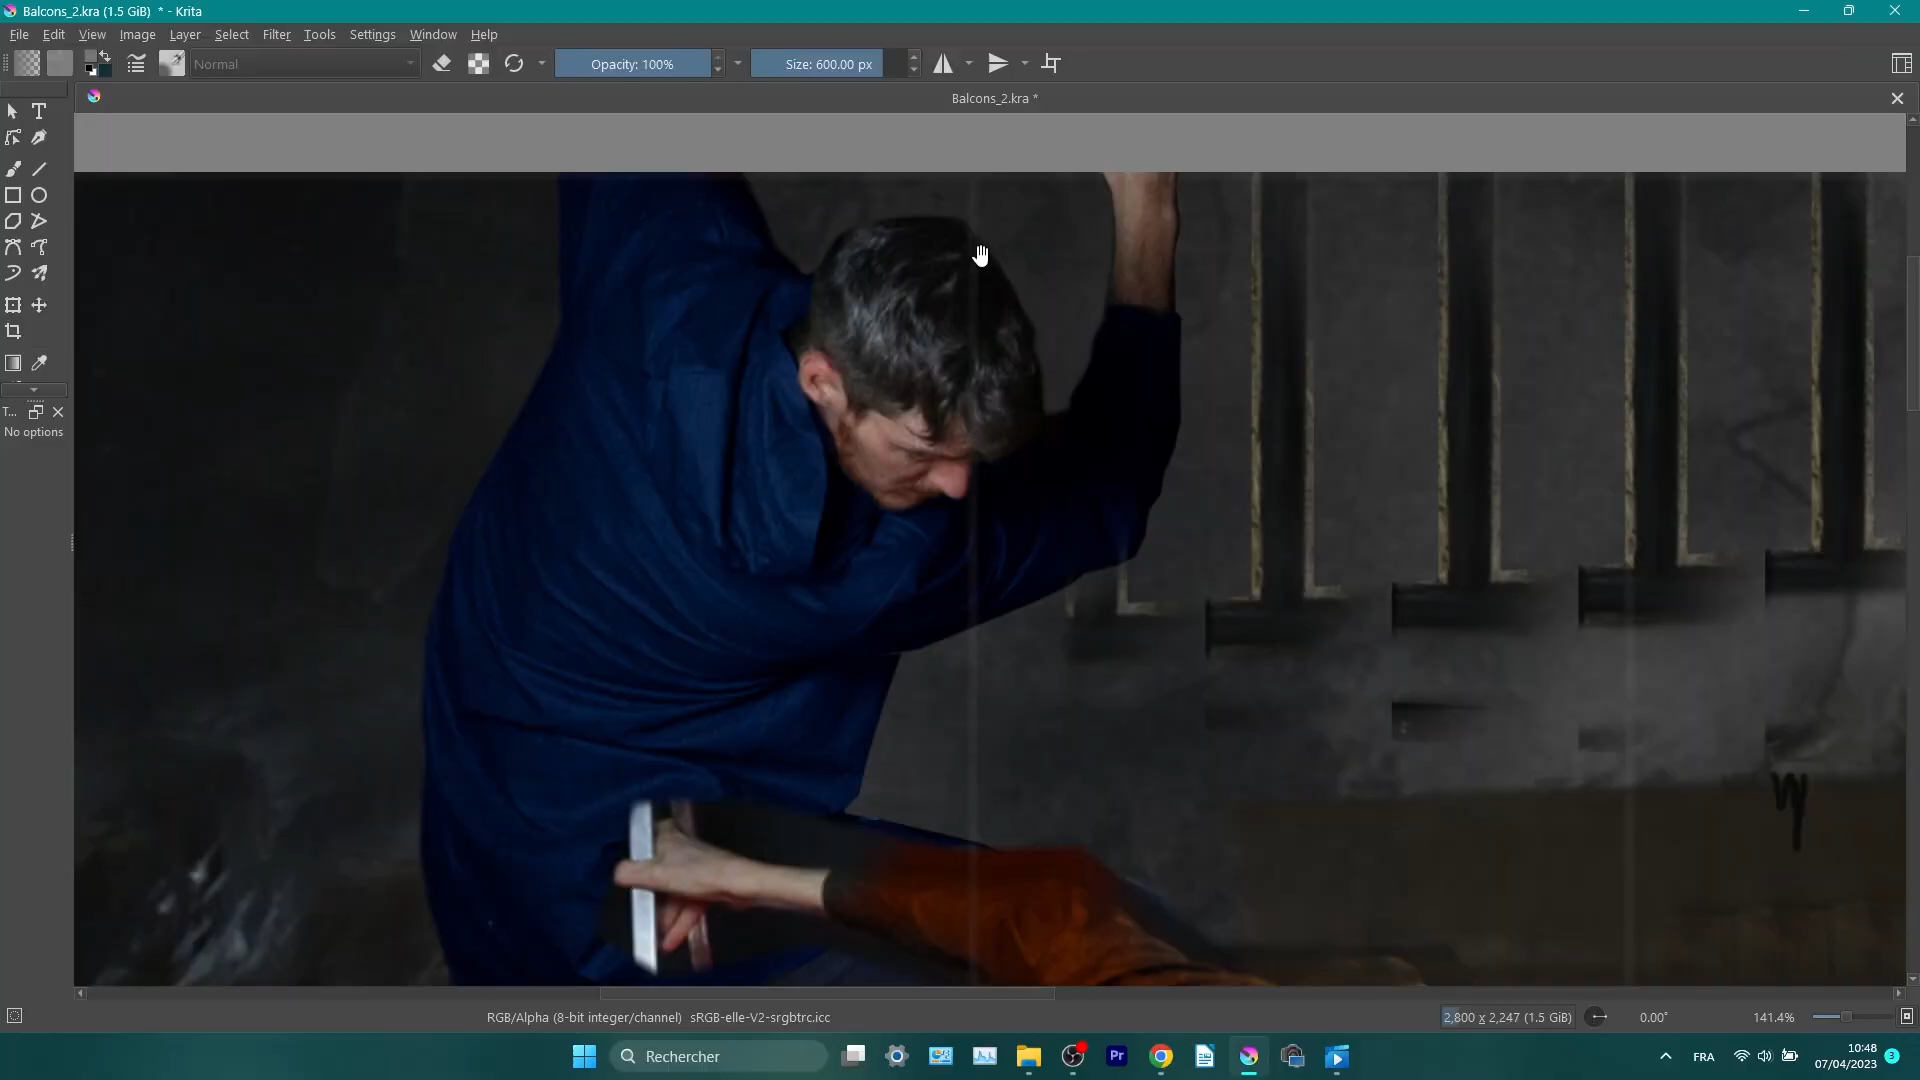 Balcons_2.kra (1.5 GiB) * - Krita
File Edit View Image Layer Select Filter Tools Settings Window Help
Normal Opacity: 100% Size: 600.00 px
Balcons_2.kra *
T...
No options
RGB/Alpha (8-bit integer/channel) sRGB-elle-V2-srgbtrc.icc 2,800 x 2,247 (1.5 GiB) 0.00° 141.4%
Rechercher Pr FRA 10:48 3
07/04/2023